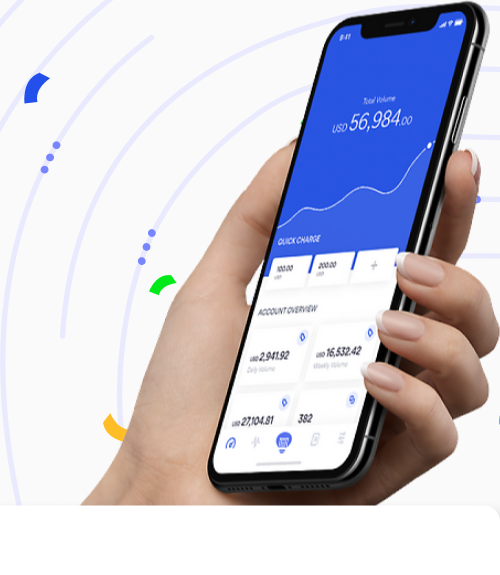 9:41
Total Volume
USD 56,984.00
QUICK CHARGE
100.00 200.00 +
USD USD
ACCOUNT OVERVIEW
USD 2,941.92 USD 16,532.42
Daily Volume Weekly Volume
USD 27,104.81 382